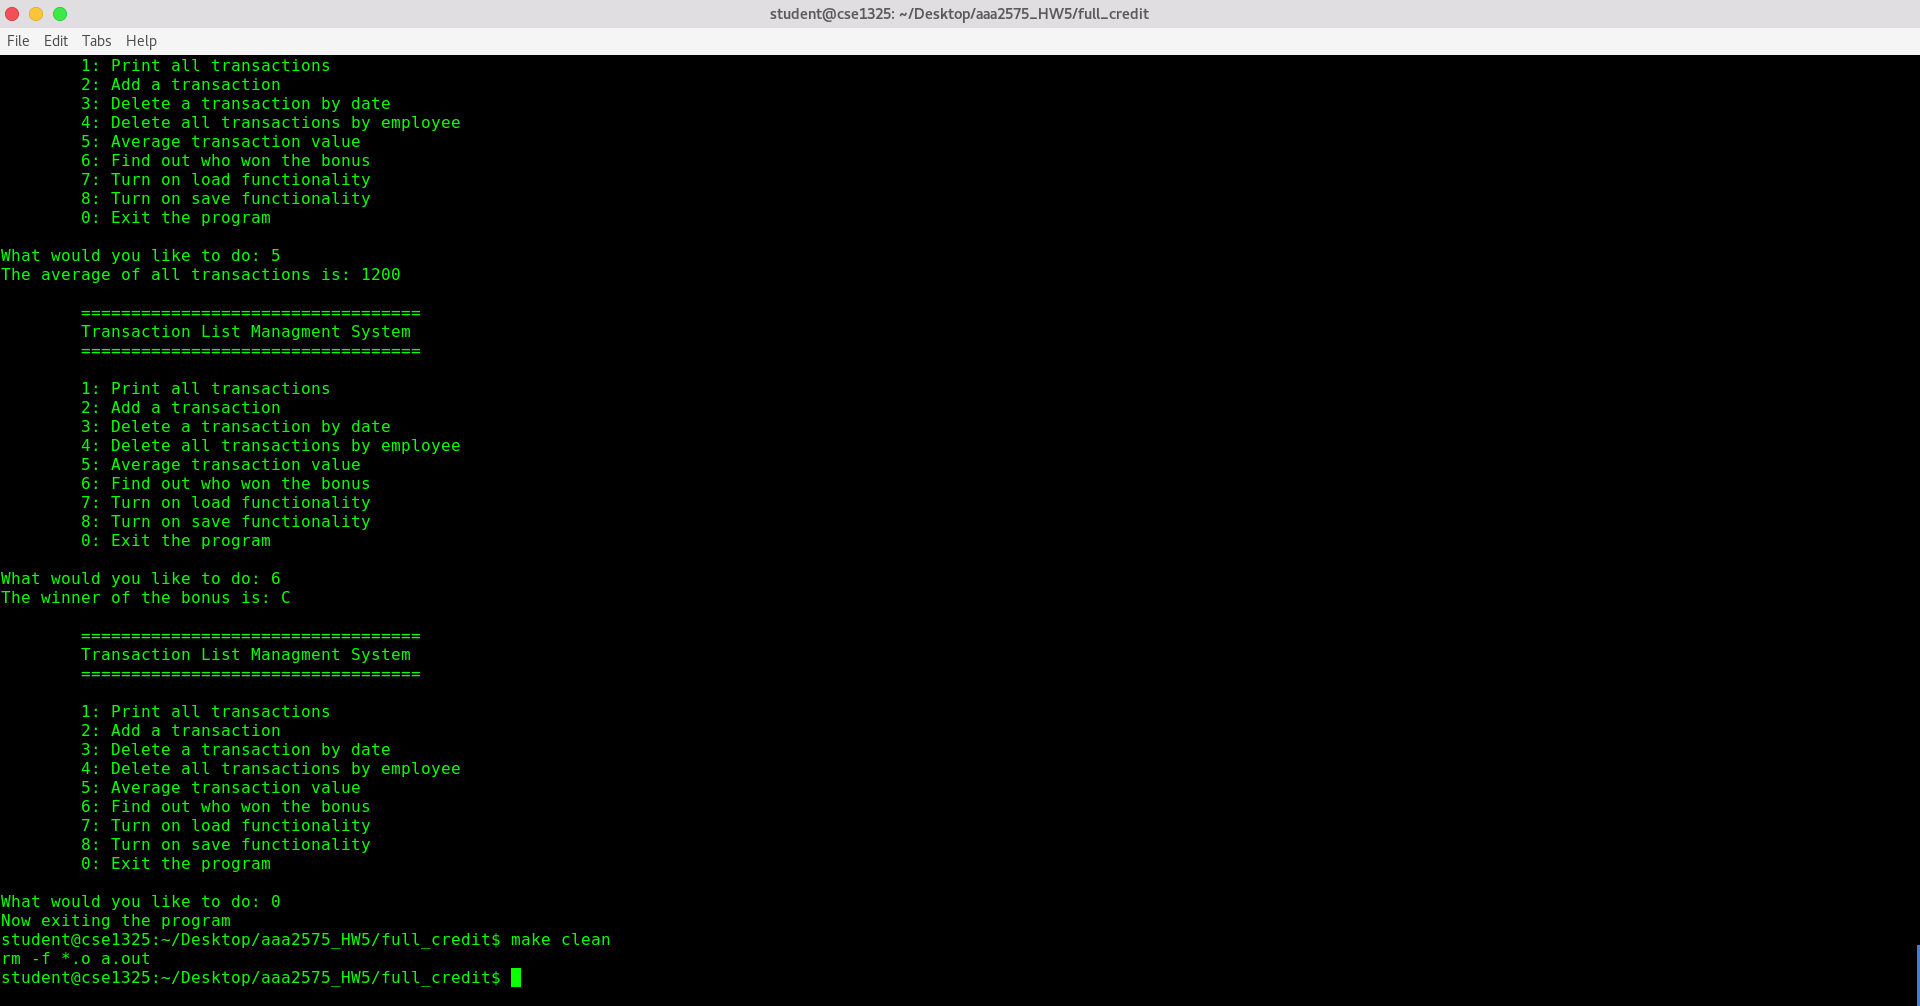 student@cse1325: ~/Desktop/aaa2575_HW5/full_credit
File Edit Tabs Help
1: Print all transactions
2: Add a transaction
3: Delete a transaction by date
4: Delete all transactions by employee
5: Average transaction value
6: Find out who won the bonus
7: Turn on load functionality
8: Turn on save functionality
0: Exit the program
What would you like to do: 5
The average of all transactions is: 1200
==================================
Transaction List Managment System
==================================
1: Print all transactions
2: Add a transaction
3: Delete a transaction by date
4: Delete all transactions by employee
5: Average transaction value
6: Find out who won the bonus
7: Turn on load functionality
8: Turn on save functionality
0: Exit the program
What would you like to do: 6
The winner of the bonus is: C
==================================
Transaction List Managment System
==================================
1: Print all transactions
2: Add a transaction
3: Delete a transaction by date
4: Delete all transactions by employee
5: Average transaction value
6: Find out who won the bonus
7: Turn on load functionality
8: Turn on save functionality
0: Exit the program
What would you like to do: 0
Now exiting the program
student@cse1325:~/Desktop/aaa2575_HW5/full_credit$ make clean
rm -f *.o a.out
student@cse1325:~/Desktop/aaa2575_HW5/full_credit$